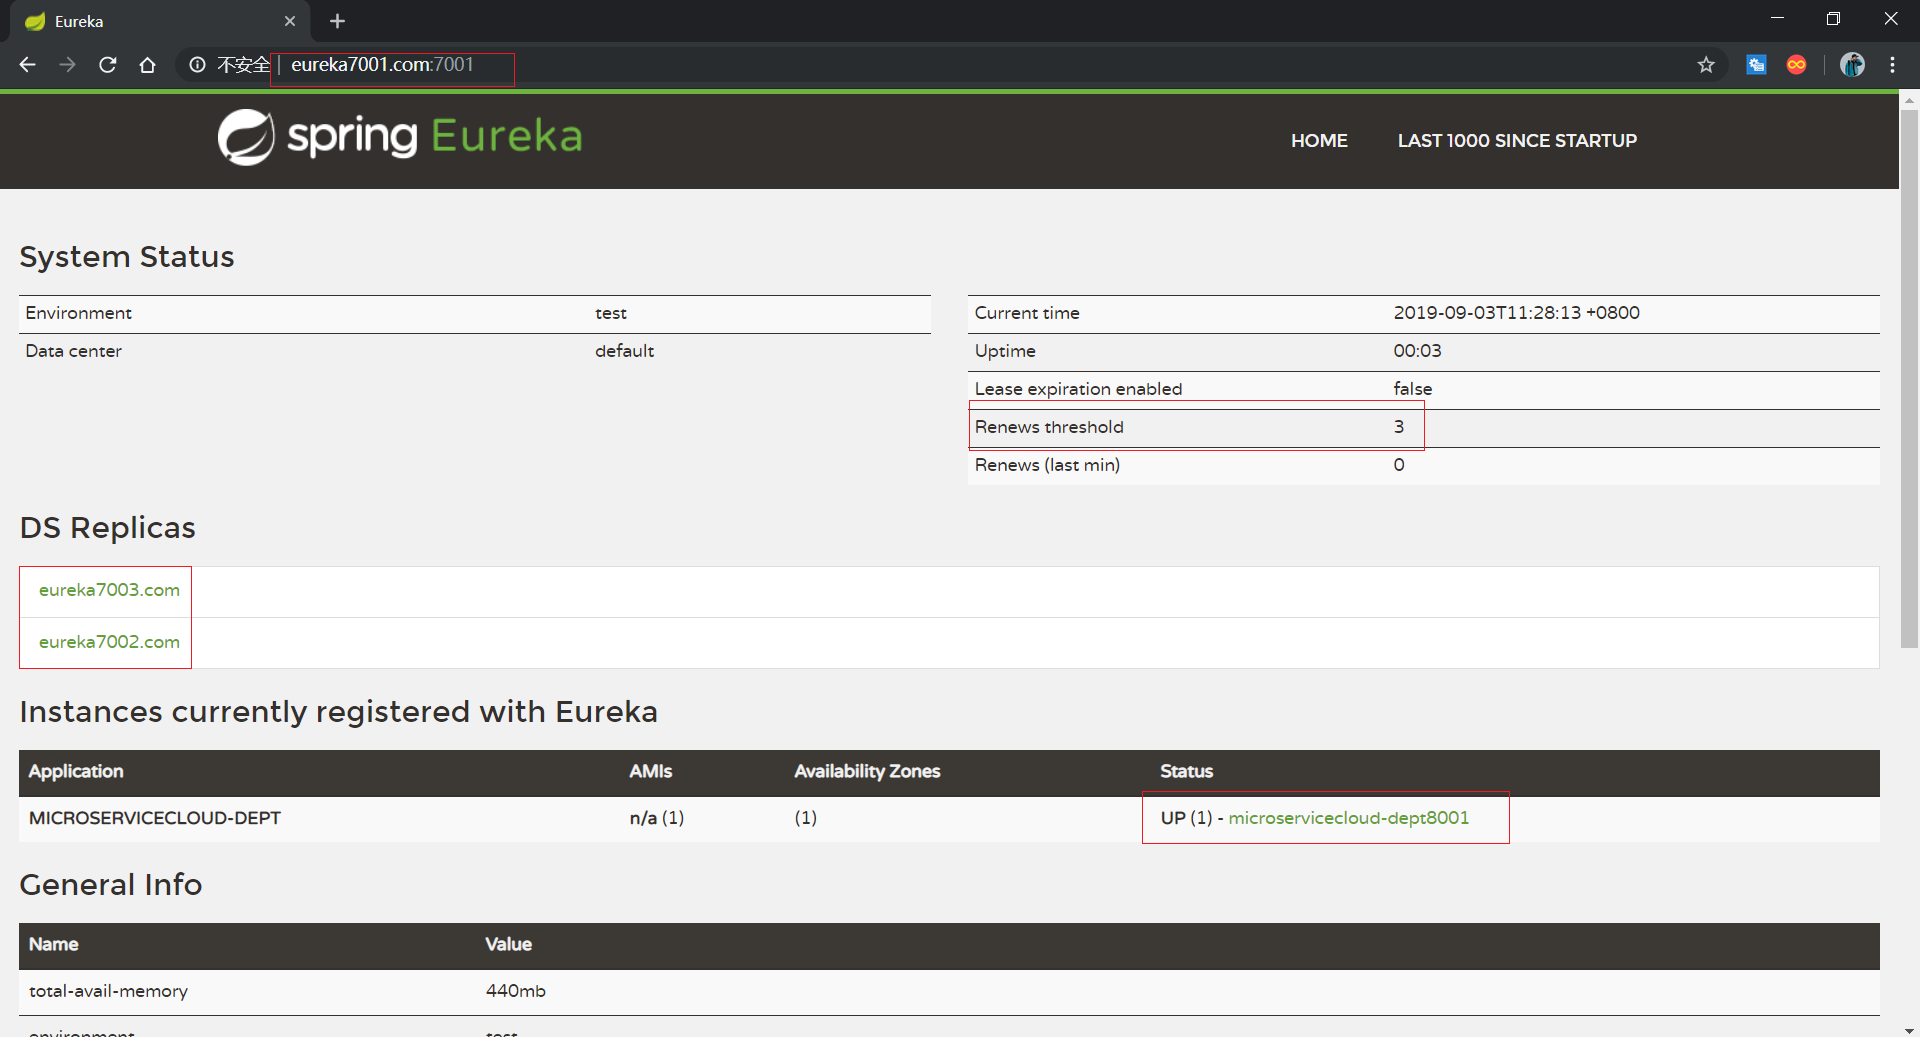 Eureka
不安全 | eureka7001.com:7001
spring Eureka
HOME LAST 1000 SINCE STARTUP
System Status
Environment test
Data center default
Current time 2019-09-03T11:28:13 +0800
Uptime 00:03
Lease expiration enabled false
Renews threshold 3
Renews (last min) 0
DS Replicas
eureka7003.com
eureka7002.com
Instances currently registered with Eureka
Application AMIs Availability Zones Status
MICROSERVICECLOUD-DEPT n/a (1) (1) UP (1) - microservicecloud-dept8001
General Info
Name Value
total-avail-memory 440mb
environment test